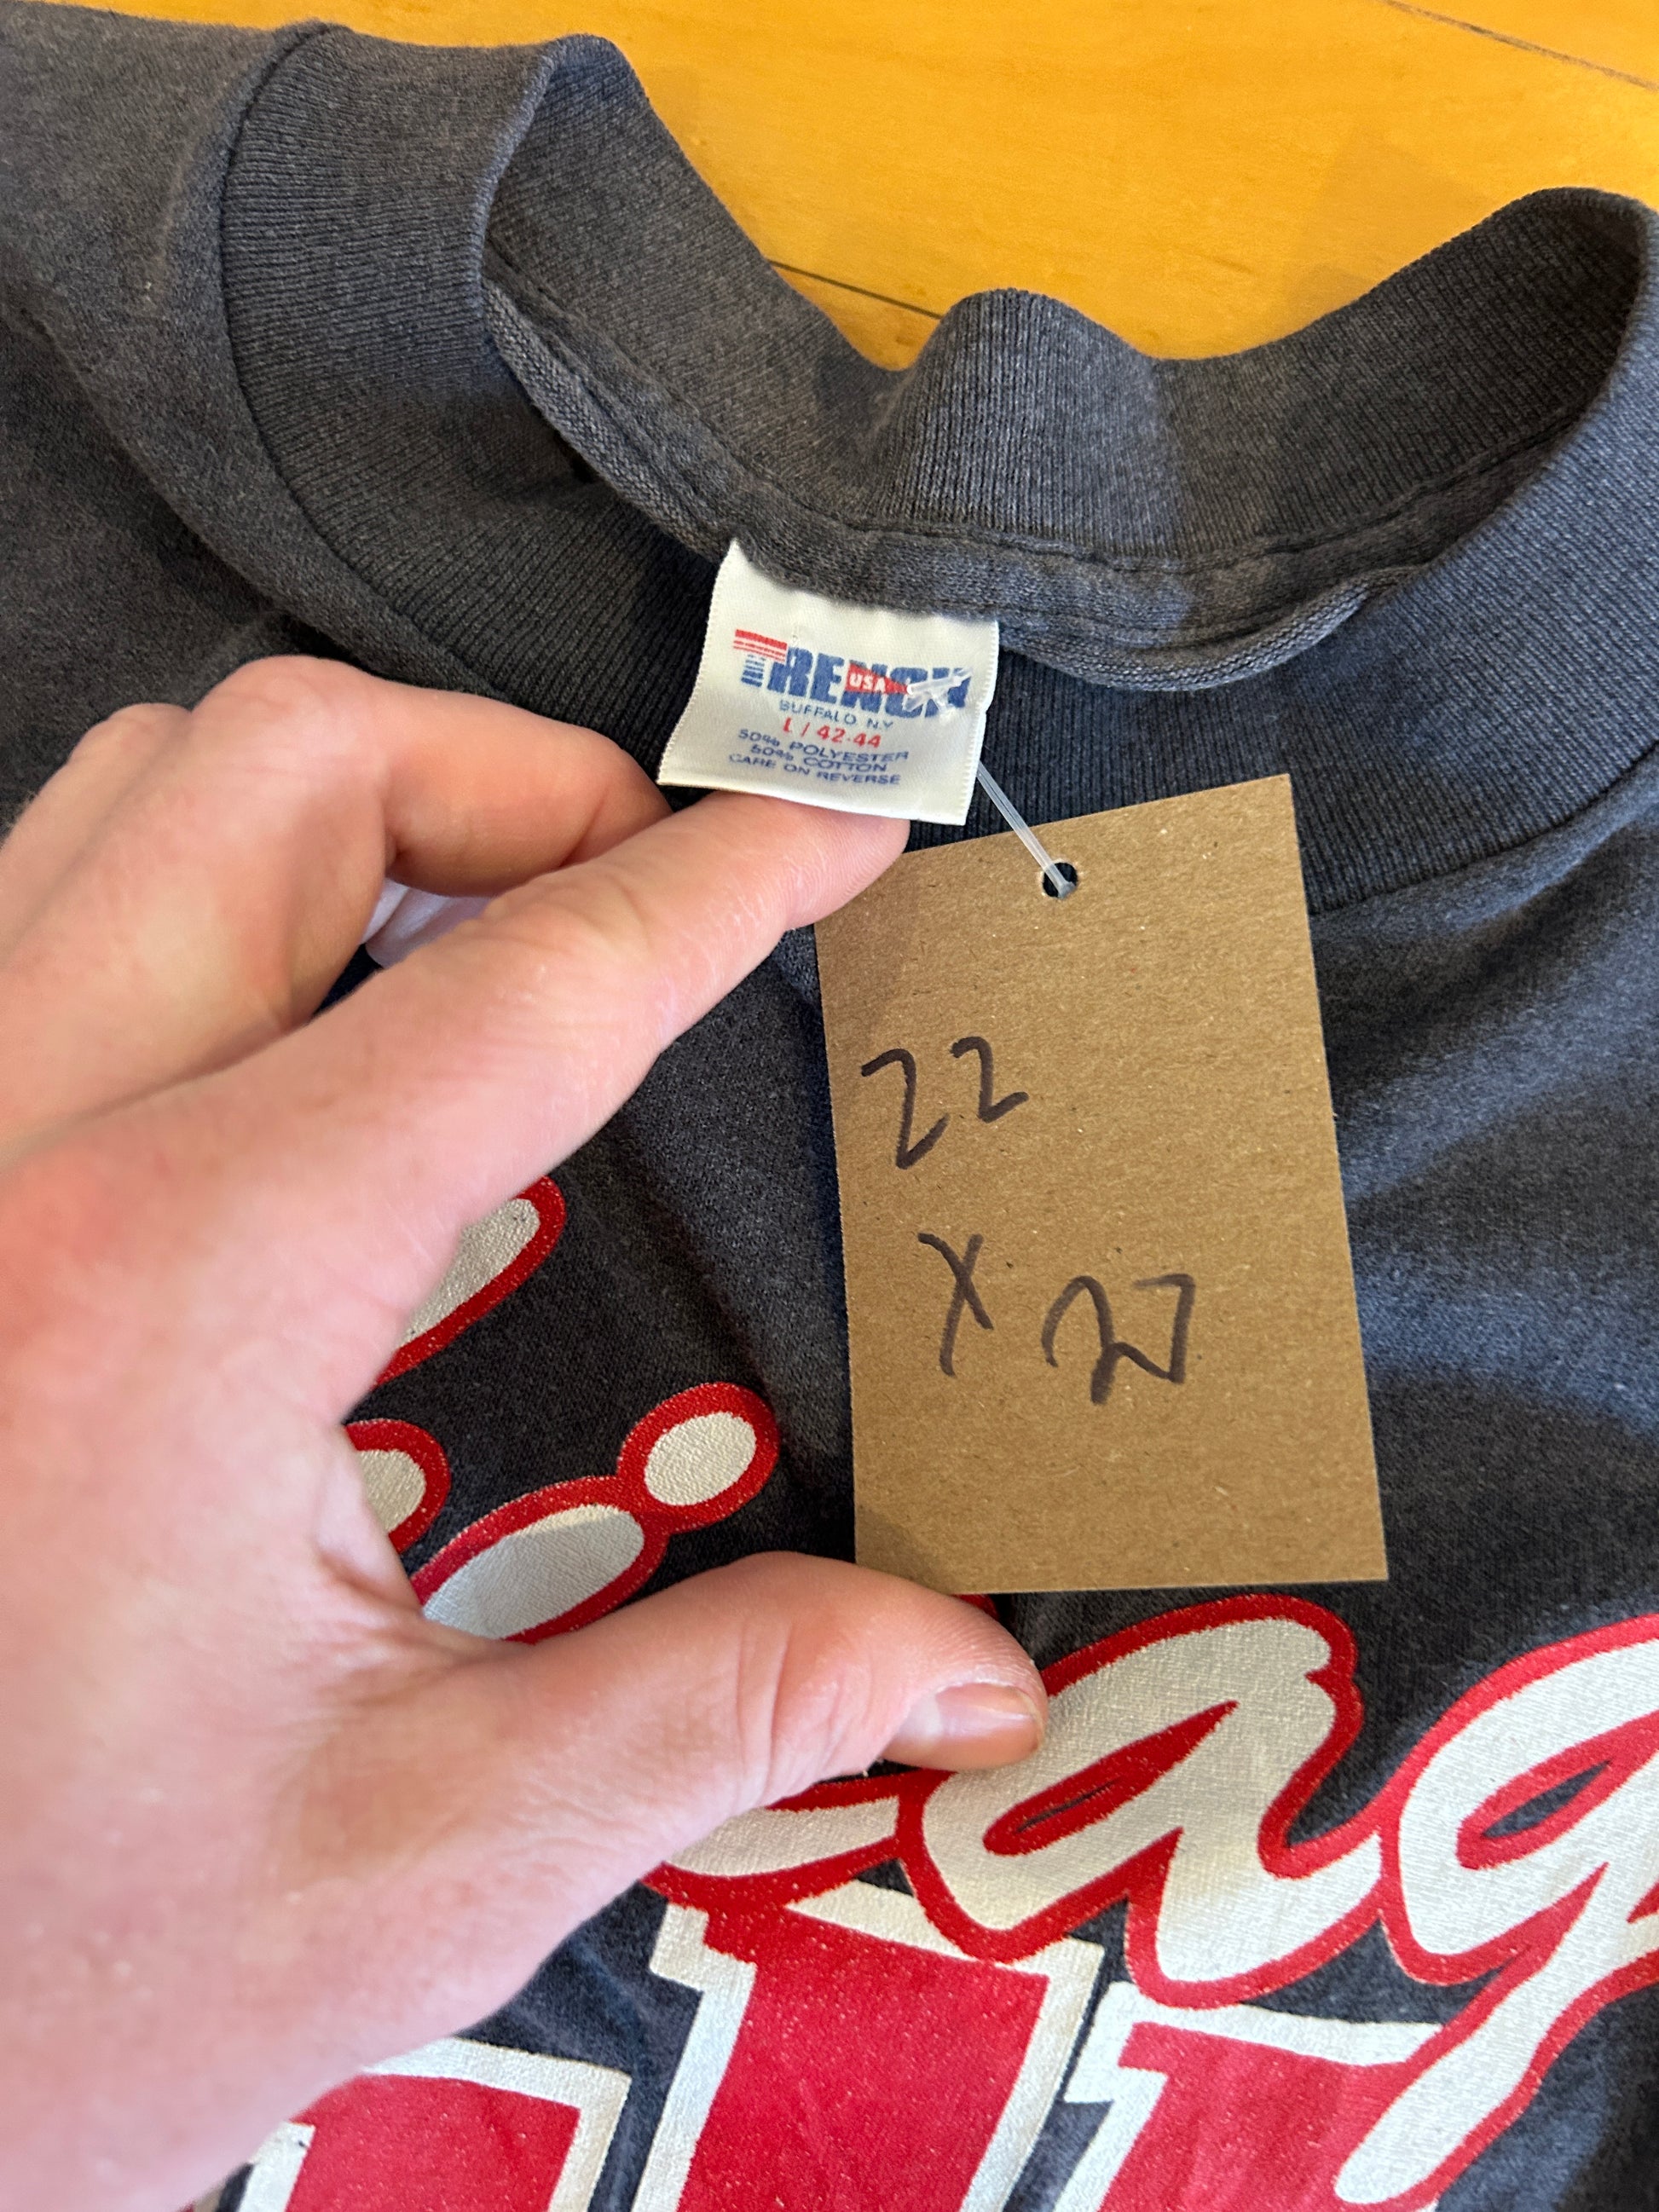 TRENCH
USA
BUFFALO N.Y
L / 42-44
50% POLYESTER
50% COTTON
CARE ON REVERSE
22
X 27